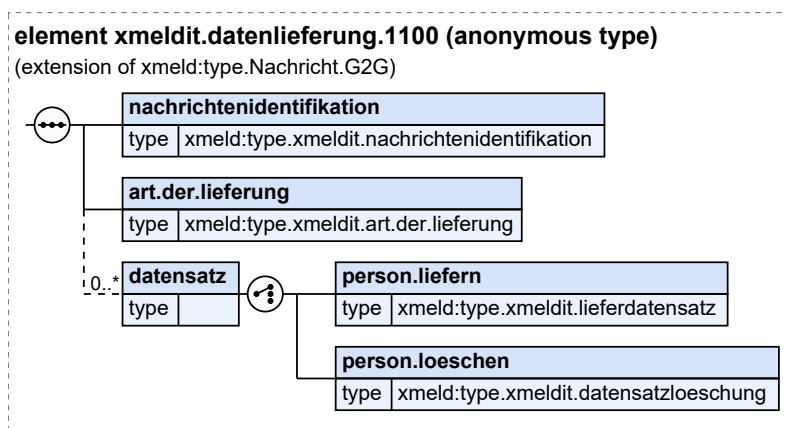 element xmeldit.datenlieferung.1100 (anonymous type)
(extension of xmeld:type.Nachricht.G2G)
nachrichtenidentifikation
type xmeld:type.xmeldit.nachrichtenidentifikation
art.der.lieferung
type xmeld:type.xmeldit.art.der.lieferung
0..* datensatz
type
person.liefern
type xmeld:type.xmeldit.lieferdatensatz
person.loeschen
type xmeld:type.xmeldit.datensatzloeschung